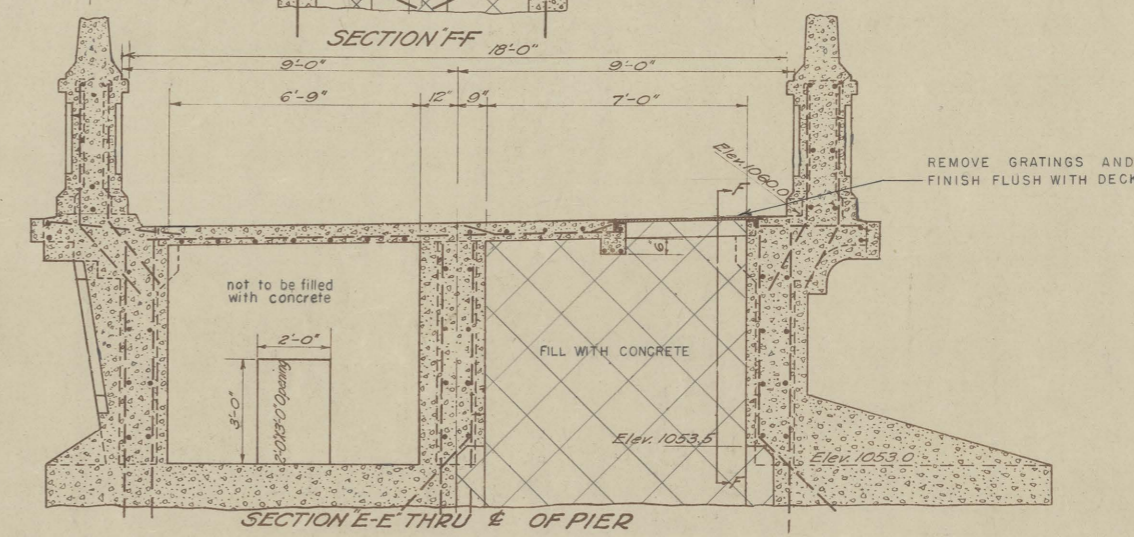 SECTION "F-F"
18'-0"
9'-0" 9'-0"
6'-9" 12" 9" 7'-0"
Elev. 1060.0
F
REMOVE GRATINGS AND
FINISH FLUSH WITH DECK
6"
not to be filled
with concrete
2'-0"
FILL WITH CONCRETE
3'-0"
2'-0"x3'-0" Opening
Elev. 1053.5
Elev. 1053.0
F
SECTION "E-E" THRU ℄ OF PIER